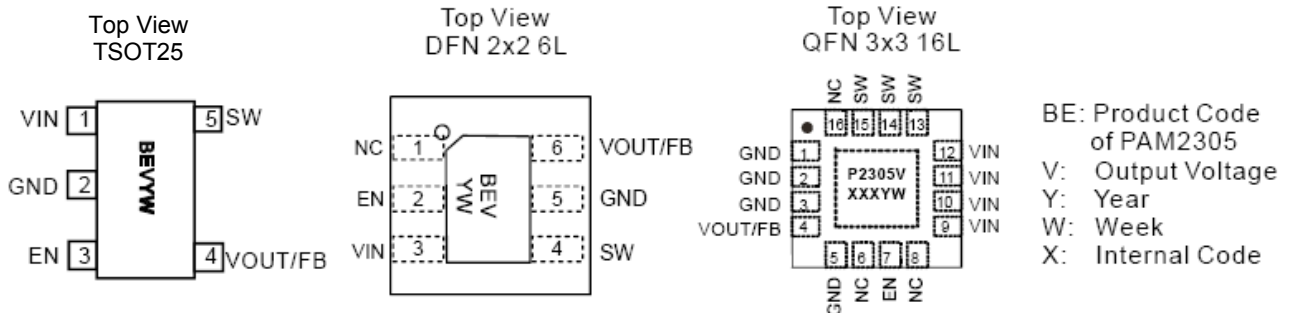 Top View
TSOT25
VIN 1
5 SW
GND 2
EN 3
4 VOUT/FB
BEVYW
Top View
DFN 2x2 6L
NC 1
6 VOUT/FB
EN 2
5 GND
VIN 3
4 SW
BEV
YW
Top View
QFN 3x3 16L
NC SW SW SW
16 15 14 13
GND 1
GND 2
GND 3
VOUT/FB 4
12 VIN
11 VIN
10 VIN
9 VIN
P2305V
XXXYW
5 6 7 8
GND NC EN NC
BE: Product Code
of PAM2305
V: Output Voltage
Y: Year
W: Week
X: Internal Code